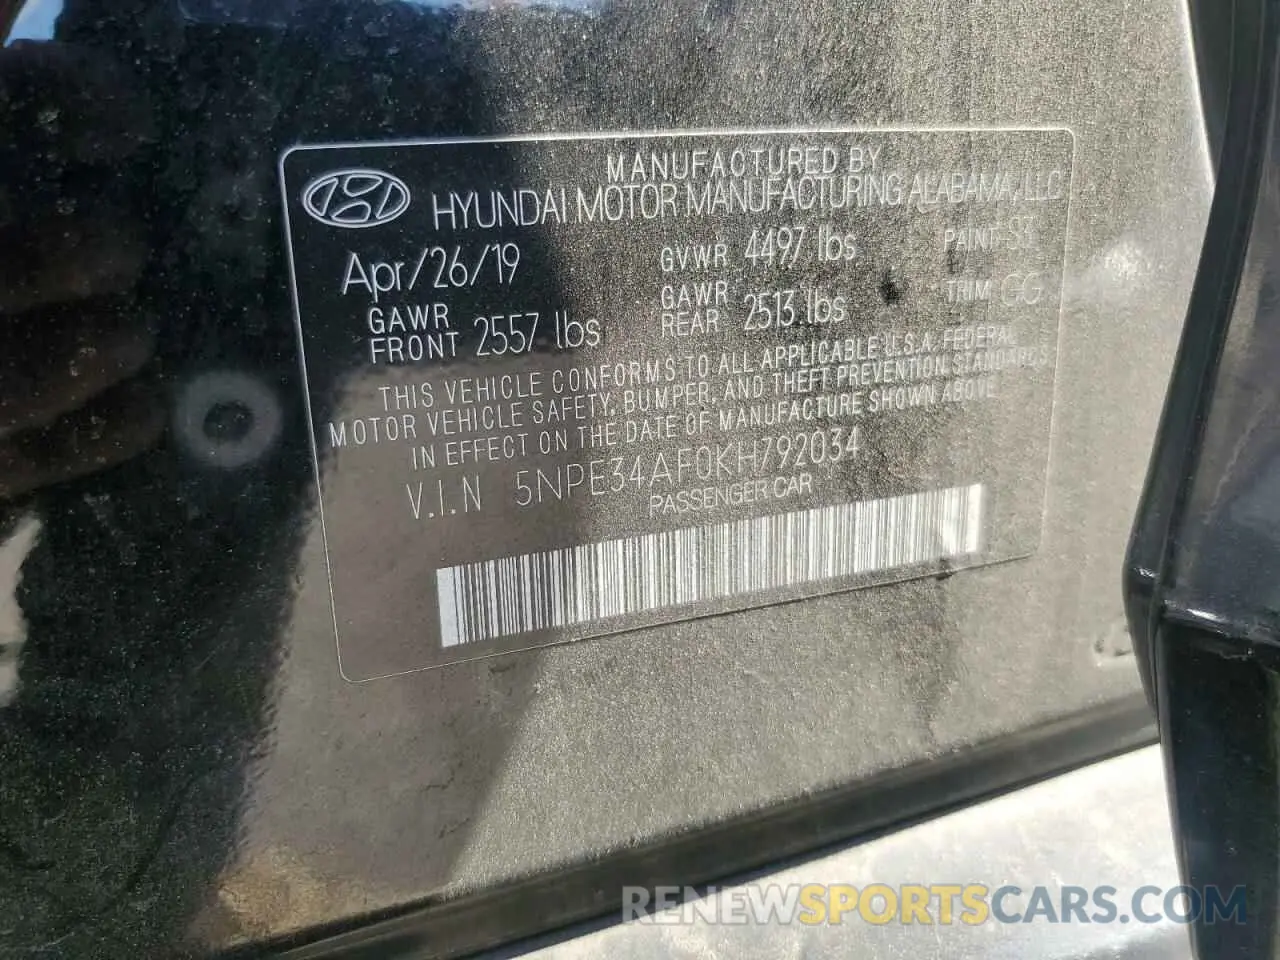 MANUFACTURED BY
HYUNDAI MOTOR MANUFACTURING ALABAMA, LLC
Apr/26/19 GVWR 4497 lbs PAINT
GAWR FRONT 2557 lbs GAWR REAR 2513 lbs TRIM GG
THIS VEHICLE CONFORMS TO ALL APPLICABLE U.S.A. FEDERAL
MOTOR VEHICLE SAFETY, BUMPER, AND THEFT PREVENTION STANDARDS
IN EFFECT ON THE DATE OF MANUFACTURE SHOWN ABOVE
V.I.N 5NPE34AF0KH792034
PASSENGER CAR
RENEWSPORTSCARS.COM